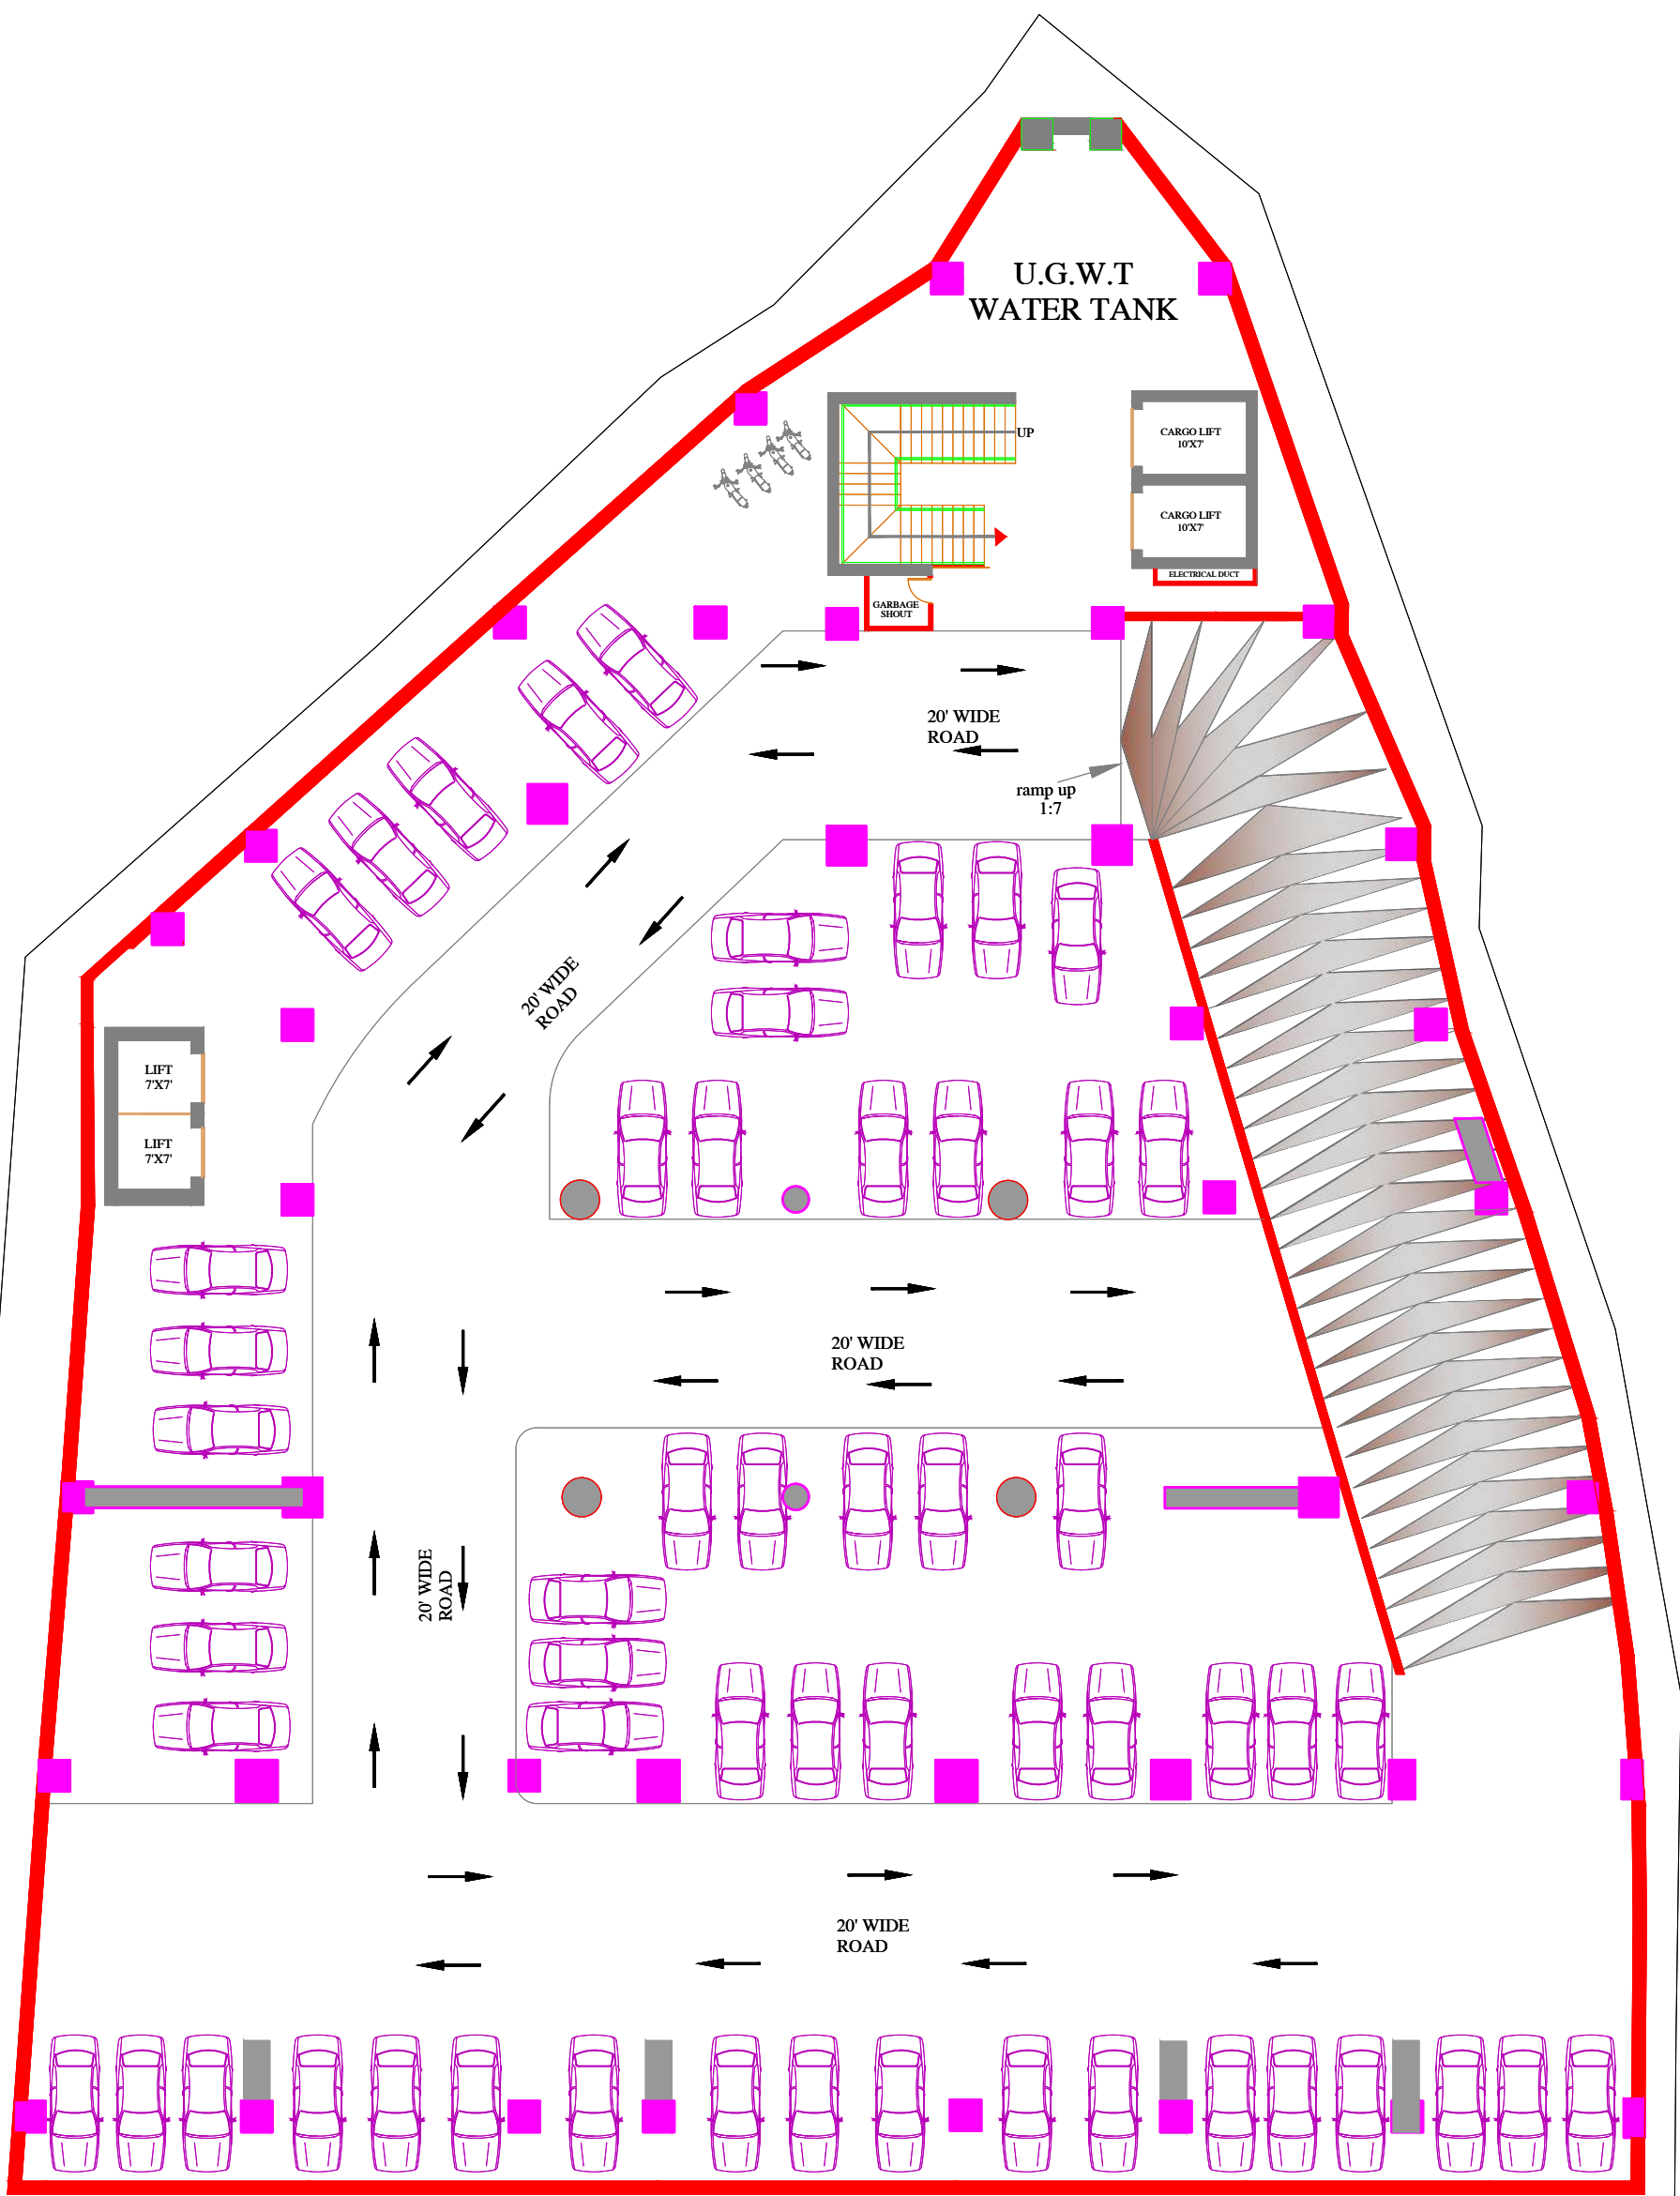 U.G.W.T
WATER TANK
UP
CARGO LIFT
10'X7'
CARGO LIFT
10'X7'
ELECTRICAL DUCT
GARBAGE
SHOUT
20' WIDE
ROAD
ramp up
1:7
20' WIDE
ROAD
LIFT
7'X7'
LIFT
7'X7'
20' WIDE
ROAD
20' WIDE
ROAD
20' WIDE
ROAD